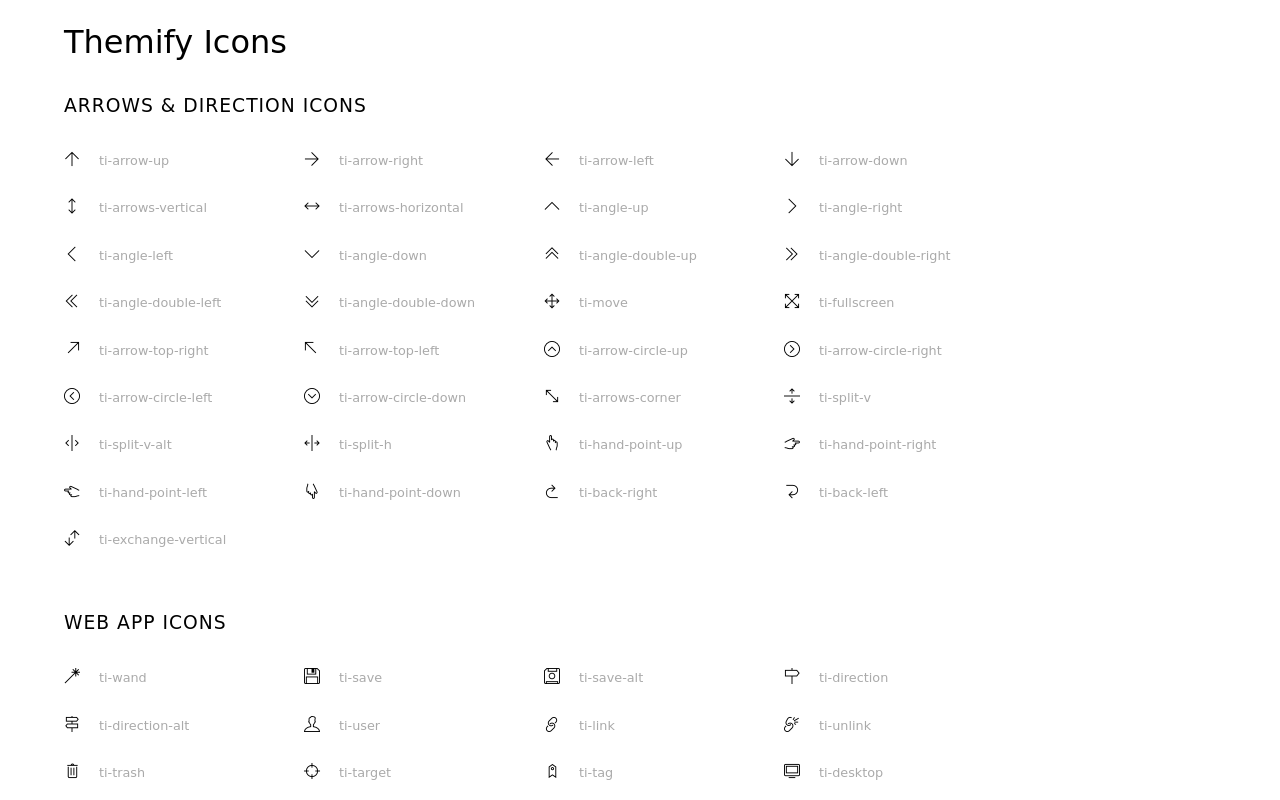 Themify Icons
ARROWS & DIRECTION ICONS
ti-arrow-up ti-arrow-right ti-arrow-left ti-arrow-down
ti-arrows-vertical ti-arrows-horizontal ti-angle-up ti-angle-right
ti-angle-left ti-angle-down ti-angle-double-up ti-angle-double-right
ti-angle-double-left ti-angle-double-down ti-move ti-fullscreen
ti-arrow-top-right ti-arrow-top-left ti-arrow-circle-up ti-arrow-circle-right
ti-arrow-circle-left ti-arrow-circle-down ti-arrows-corner ti-split-v
ti-split-v-alt ti-split-h ti-hand-point-up ti-hand-point-right
ti-hand-point-left ti-hand-point-down ti-back-right ti-back-left
ti-exchange-vertical
WEB APP ICONS
ti-wand ti-save ti-save-alt ti-direction
ti-direction-alt ti-user ti-link ti-unlink
ti-trash ti-target ti-tag ti-desktop